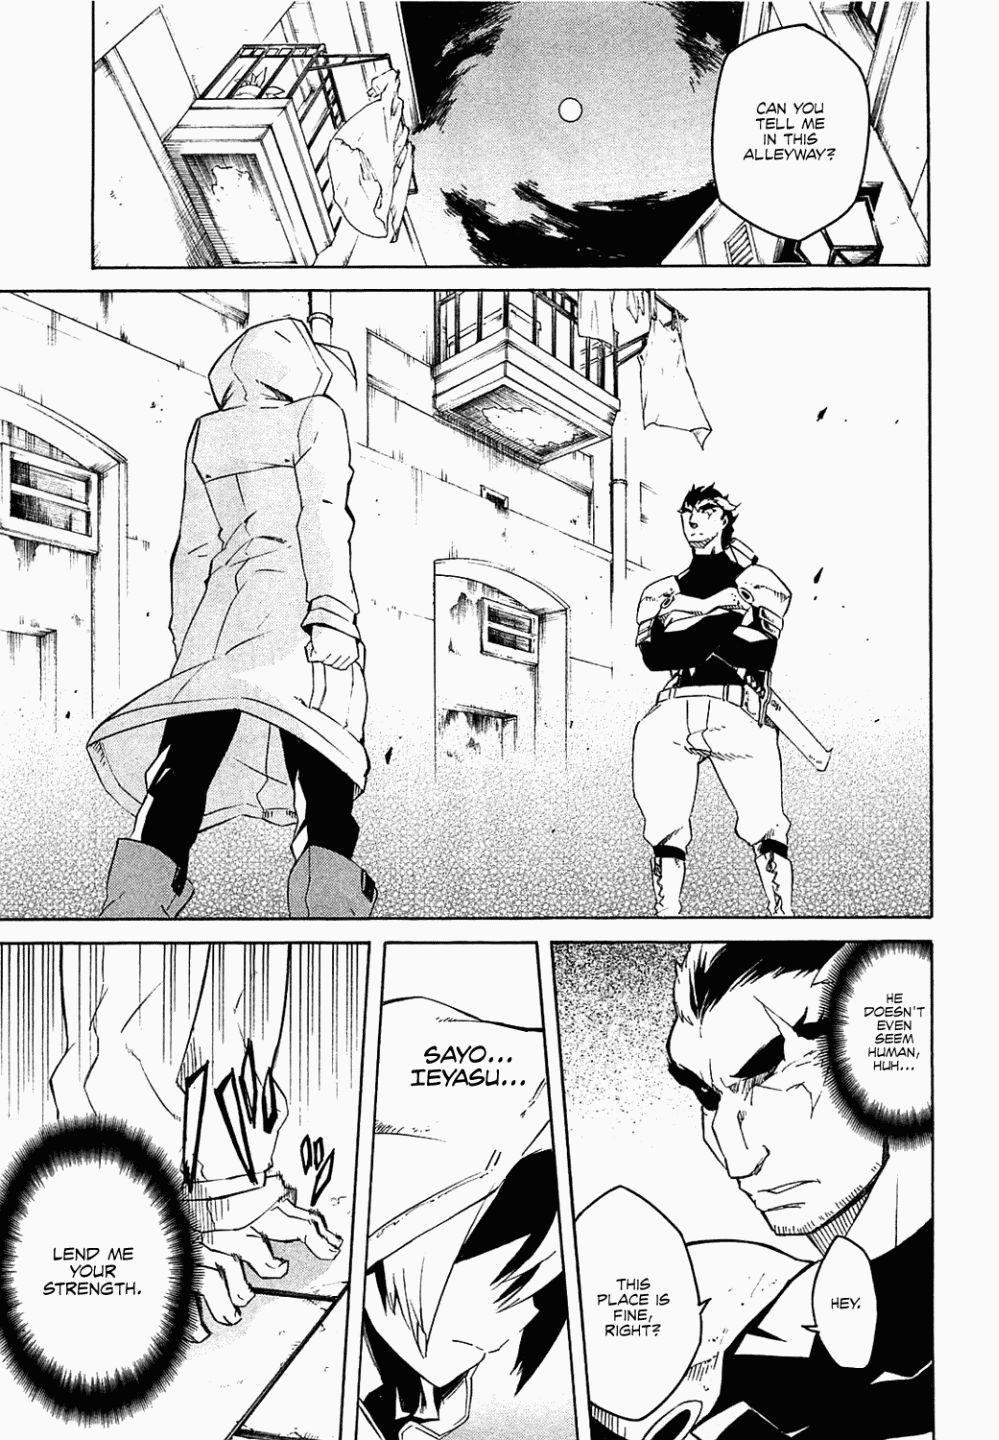 CAN YOU
TELL ME
IN THIS
ALLEYWAY?
HE
DOESN'T
EVEN
SEEM
HUMAN,
HUH...
HEY.
THIS
PLACE IS
FINE,
RIGHT?
SAYO...
IEYASU...
LEND ME
YOUR
STRENGTH.